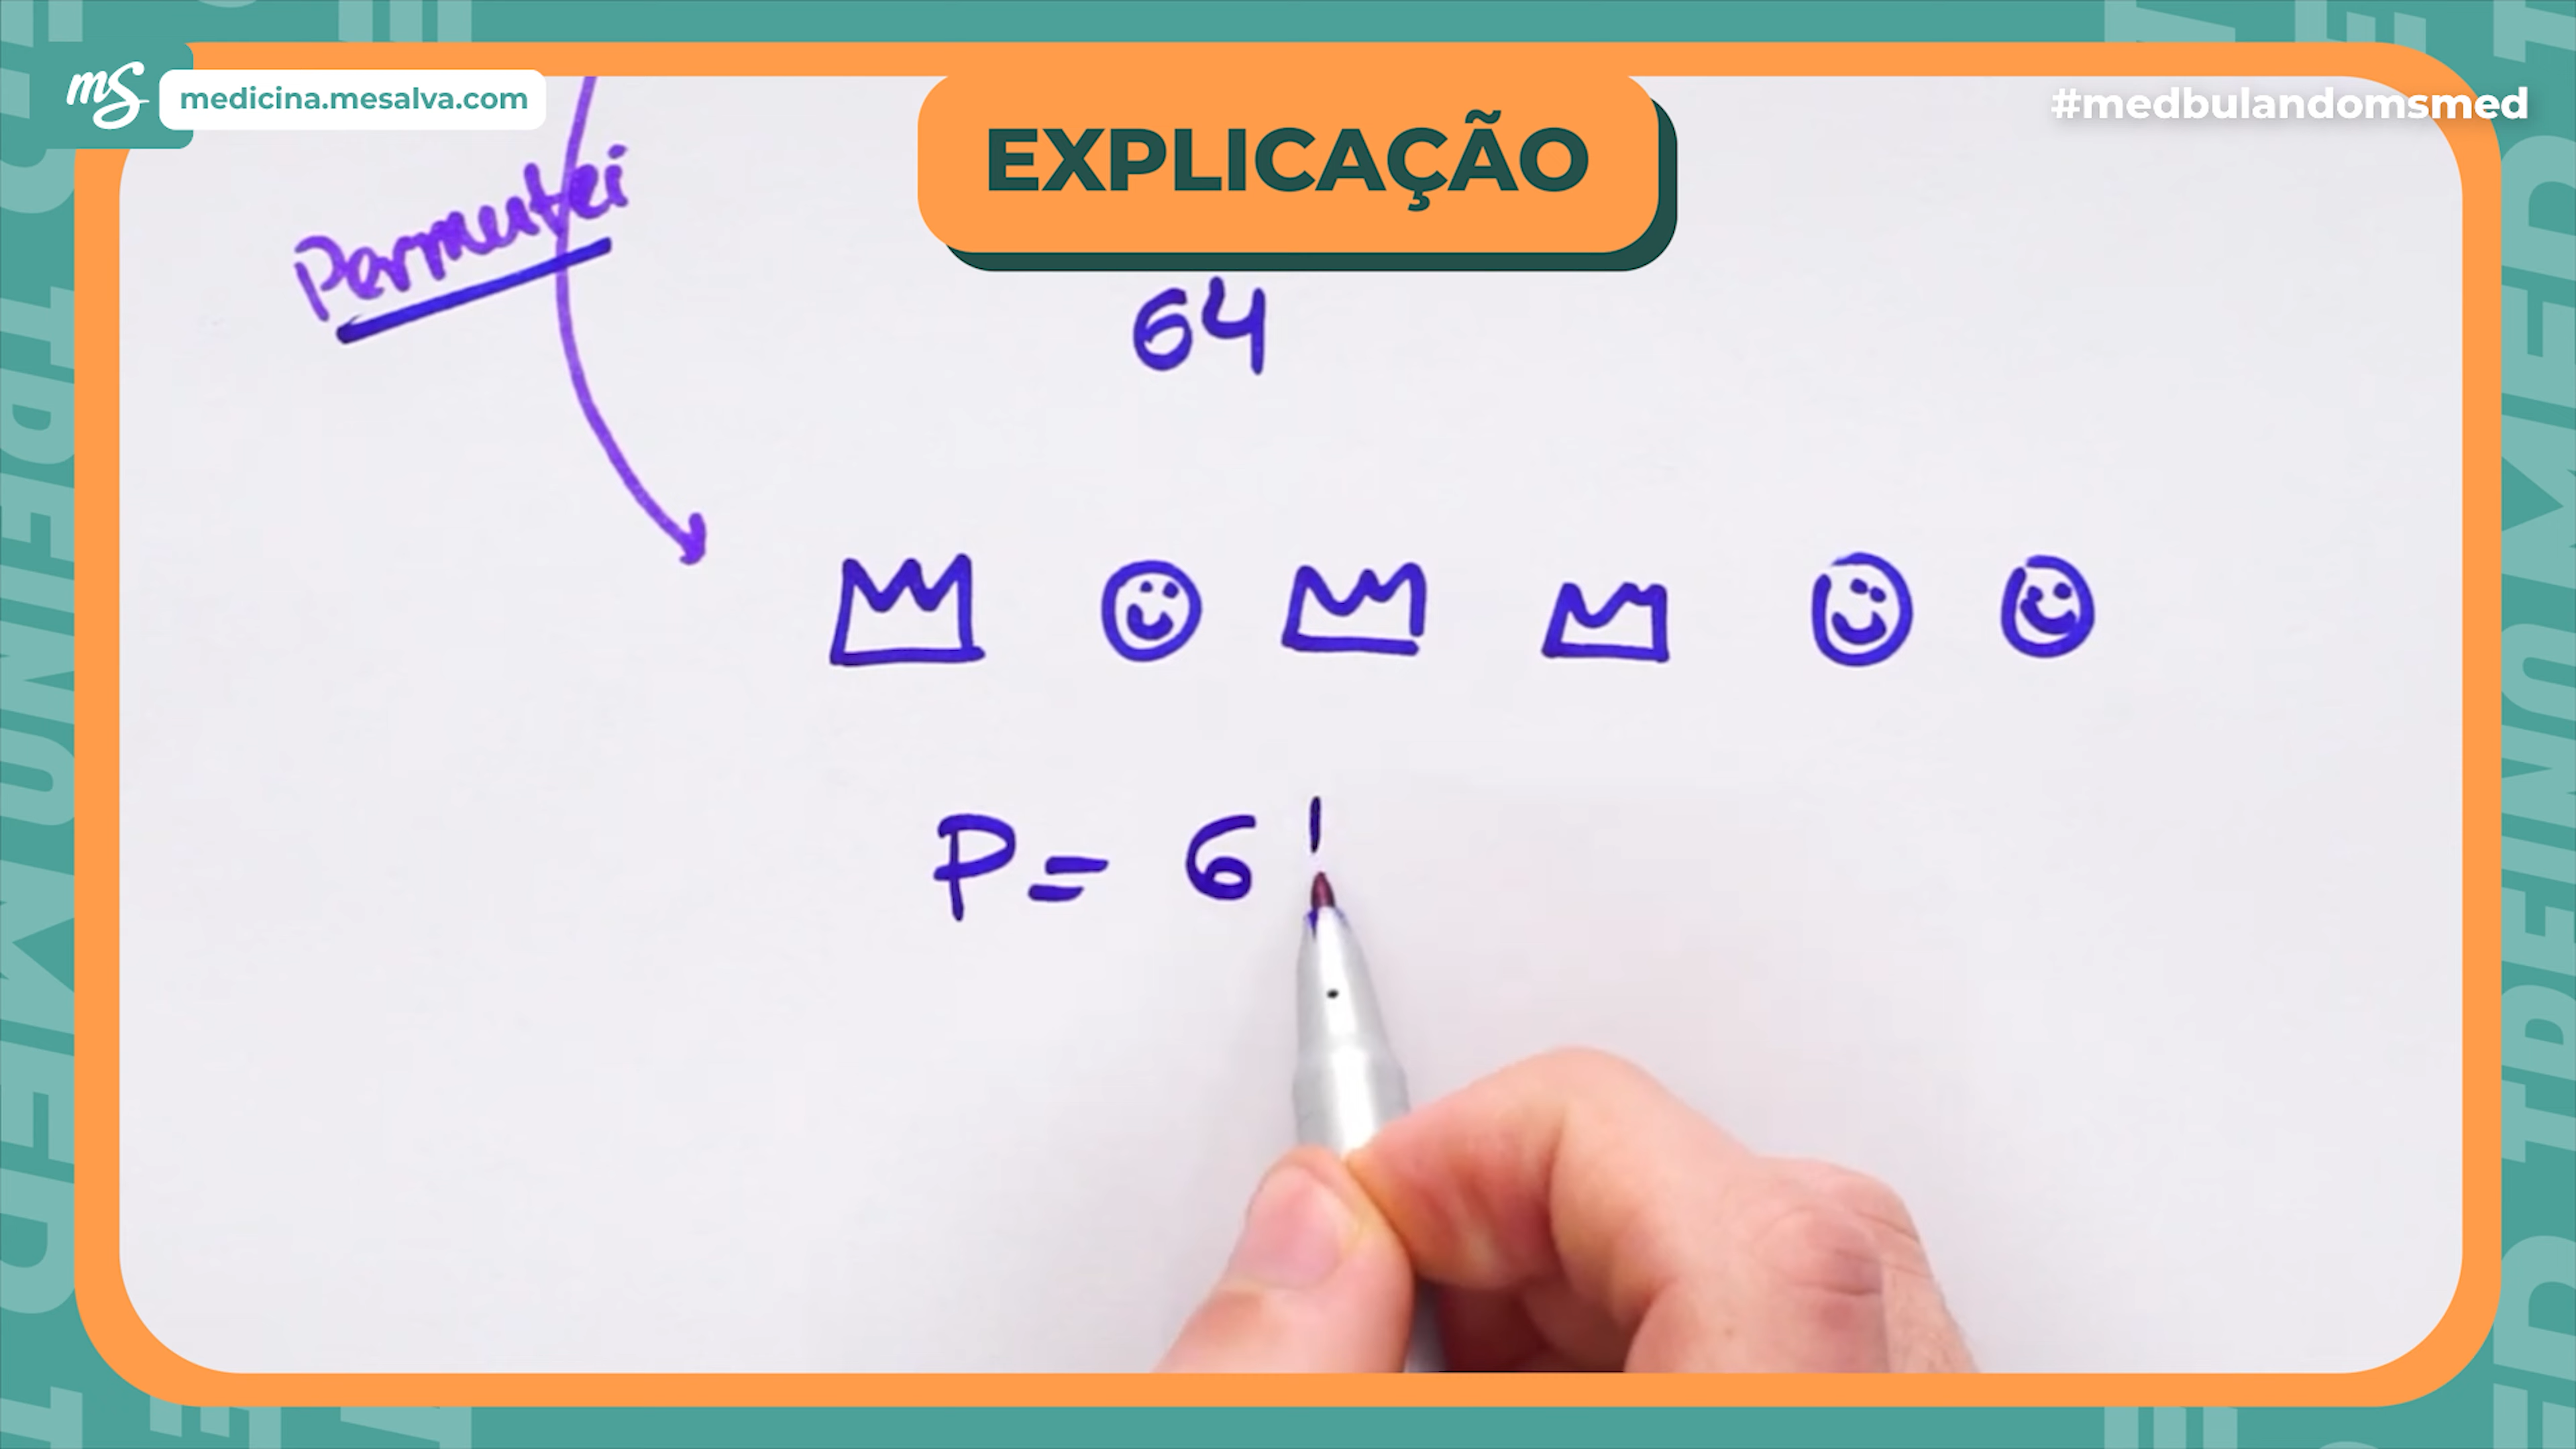 mS medicina.mesalva.com
EXPLICAÇÃO
#medbulandomsmed
Permutei
64
P = 6!